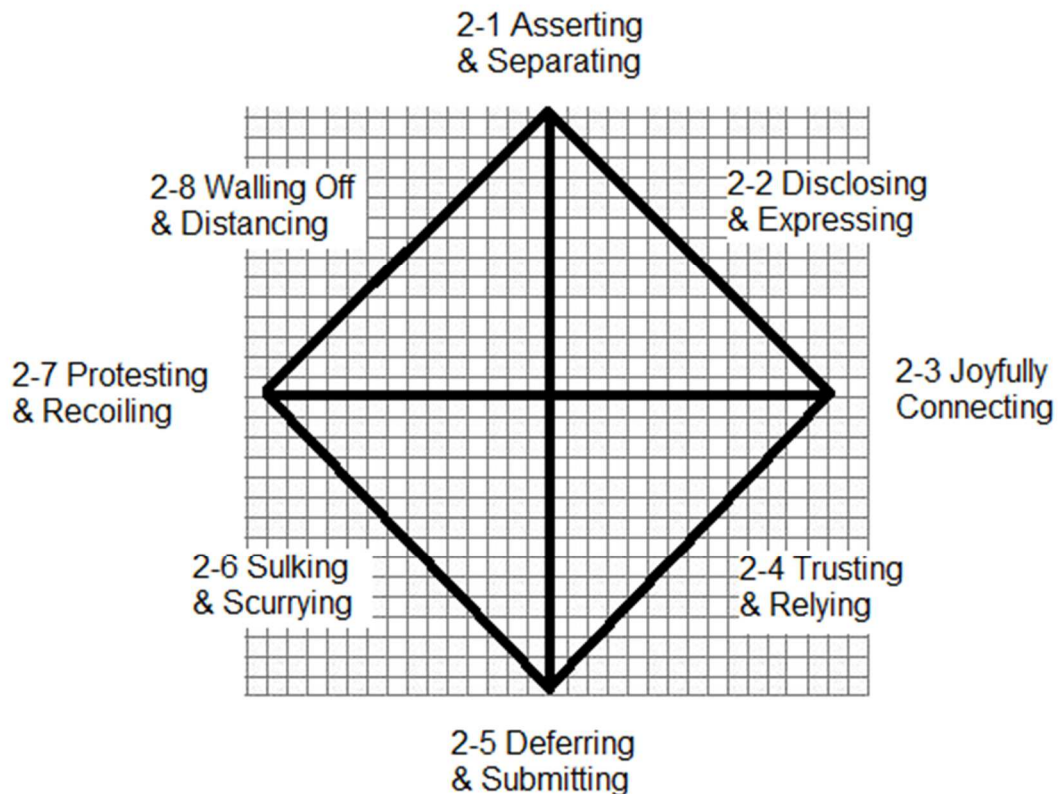 2-1 Asserting
& Separating
2-8 Walling Off
& Distancing
2-2 Disclosing
& Expressing
2-7 Protesting
& Recoiling
2-3 Joyfully
Connecting
2-6 Sulking
& Scurrying
2-4 Trusting
& Relying
2-5 Deferring
& Submitting